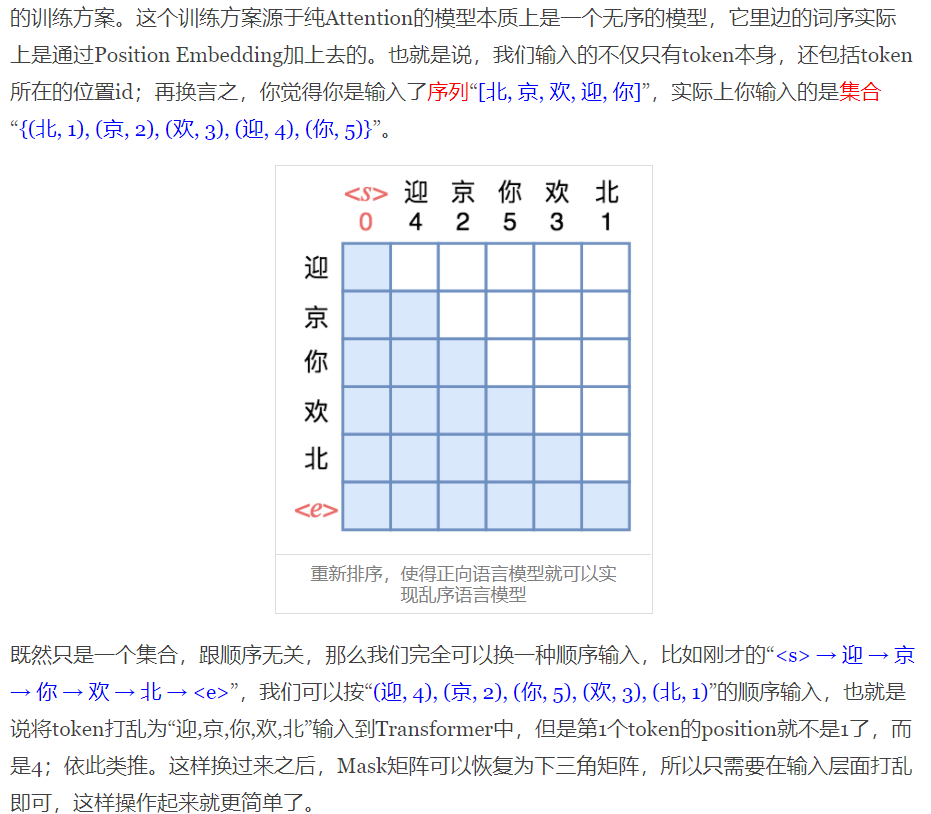 的训练方案。这个训练方案源于纯Attention的模型本质上是一个无序的模型，它里边的词序实际
上是通过Position Embedding加上去的。也就是说，我们输入的不仅只有token本身，还包括token
所在的位置id；再换言之，你觉得你是输入了序列“[北, 京, 欢, 迎, 你]”，实际上你输入的是集合
“{(北, 1), (京, 2), (欢, 3), (迎, 4), (你, 5)}”。
<s> 迎 京 你 欢 北
0 4 2 5 3 1
迎
京
你
欢
北
<e>
重新排序，使得正向语言模型就可以实
现乱序语言模型
既然只是一个集合，跟顺序无关，那么我们完全可以换一种顺序输入，比如刚才的“<s> → 迎 → 京
→ 你 → 欢 → 北 → <e>”，我们可以按“(迎, 4), (京, 2), (你, 5), (欢, 3), (北, 1)”的顺序输入，也就是
说将token打乱为“迎,京,你,欢,北”输入到Transformer中，但是第1个token的position就不是1了，而
是4；依此类推。这样换过来之后，Mask矩阵可以恢复为下三角矩阵，所以只需要在输入层面打乱
即可，这样操作起来就更简单了。